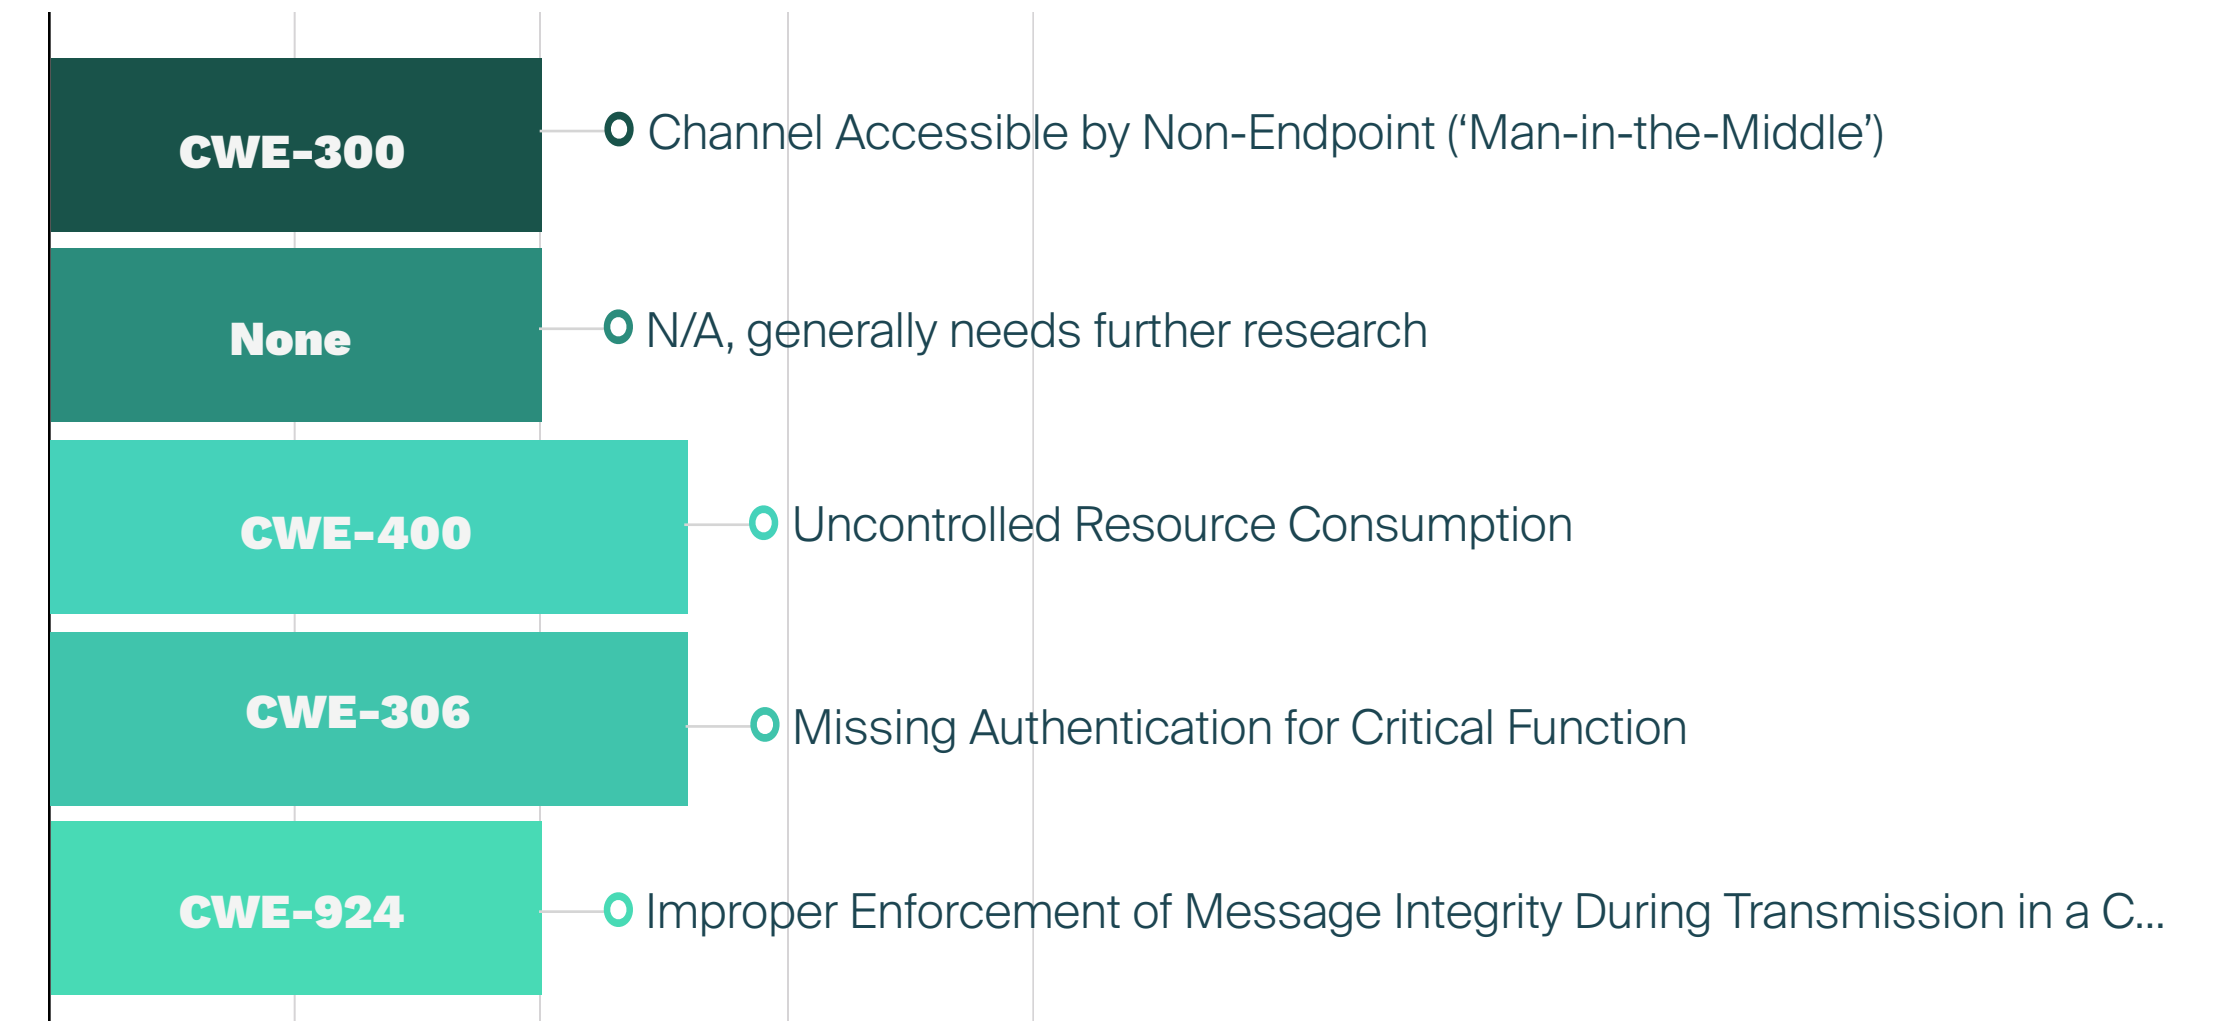 CWE-300
Channel Accessible by Non-Endpoint (‘Man-in-the-Middle’)
None
N/A, generally needs further research
CWE-400
Uncontrolled Resource Consumption
CWE-306
Missing Authentication for Critical Function
CWE-924
Improper Enforcement of Message Integrity During Transmission in a C...